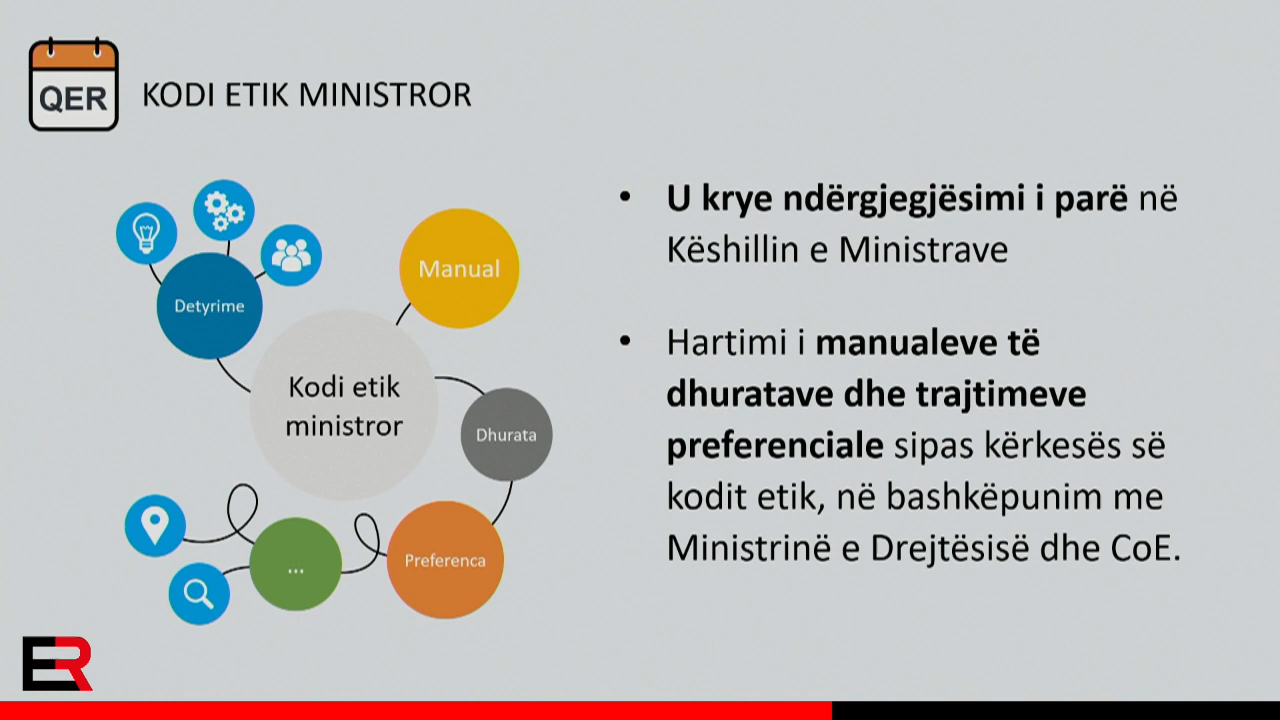 QER
KODI ETIK MINISTROR
Detyrime
Manual
Kodi etik
ministror
Dhurata
Preferenca
...
• U krye ndërgjegjësimi i parë në
Këshillin e Ministrave
• Hartimi i manualeve të
dhuratave dhe trajtimeve
preferenciale sipas kërkesës së
kodit etik, në bashkëpunim me
Ministrinë e Drejtësisë dhe CoE.
ER